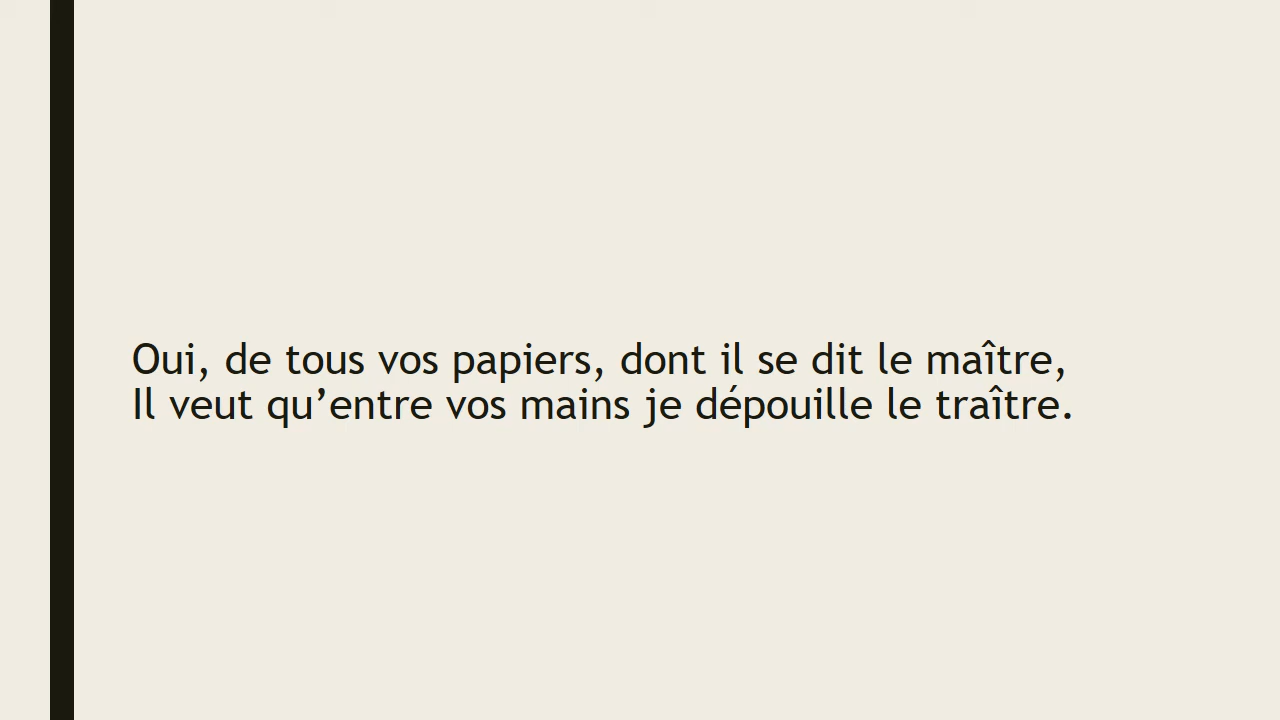 Oui, de tous vos papiers, dont il se dit le maître,
Il veut qu’entre vos mains je dépouille le traître.